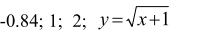 -0.84; 1; 2; y=√x+1